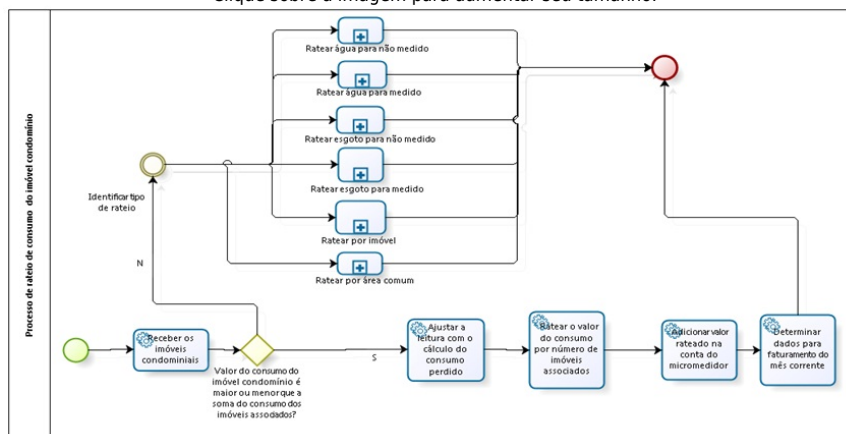 Clique sobre a imagem para aumentar seu tamanho.
Processo de rateio de consumo do imóvel condomínio
Ratear água para não medido
Ratear água para medido
Ratear esgoto para não medido
Ratear esgoto para medido
Ratear por imóvel
Ratear por área comum
Identificar tipo
de rateio
N
Receber os
imóveis
condominiais
Valor do consumo do
imóvel condomínio é
maior ou menor que a
soma do consumo dos
imóveis associados?
S
Ajustar a
leitura com o
cálculo do
consumo
perdido
Ratear o valor
do consumo
por número de
imóveis
associados
Adicionar valor
rateado na
conta do
micromedidor
Determinar
dados para
faturamento do
mês corrente